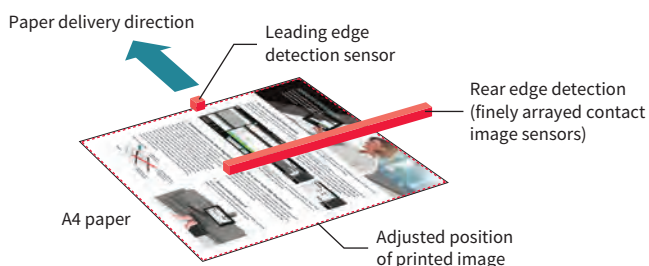 Paper delivery direction
Leading edge
detection sensor
Rear edge detection
(finely arrayed contact
image sensors)
A4 paper
Adjusted position
of printed image